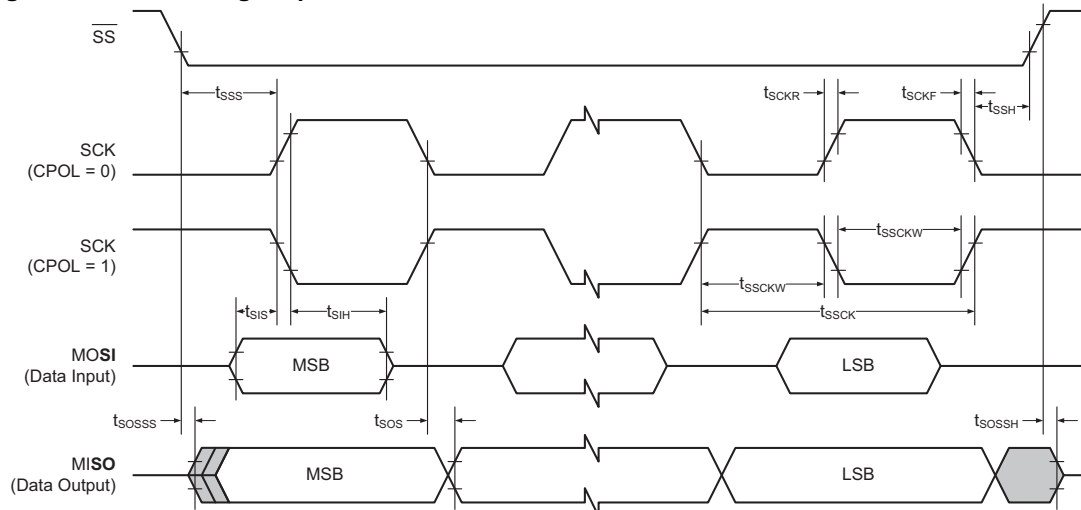 SS
tSSS
tSCKR
tSCKF
tSSH
SCK
(CPOL = 0)
SCK
(CPOL = 1)
tSSCKW
tSSCKW
tSIS
tSIH
tSSCK
MOSI
(Data Input)
MSB
LSB
tSOSSS
tSOS
tSOSSH
MISO
(Data Output)
MSB
LSB